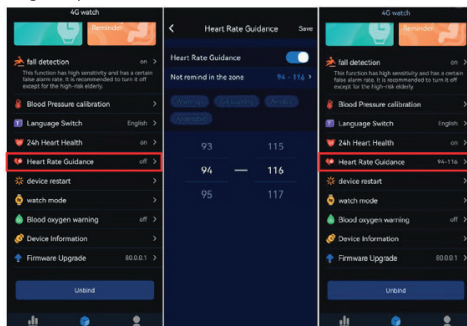 4G watch
Reminder
fall detection on >
This function has high sensitivity and has a certain
false alarm rate. It is recommended to turn it off
except for the high-risk elderly.
Blood Pressure calibration >
Language Switch English >
24h Heart Health on >
Heart Rate Guidance off >
device restart >
watch mode >
Blood oxygen warning off >
Device Information >
Firmware Upgrade 80.0.0.1 >
Unbind
< Heart Rate Guidance Save
Heart Rate Guidance
Not remind in the zone 94 - 116 >
93 115
94 — 116
95 117
4G watch
Reminder
fall detection on >
This function has high sensitivity and has a certain
false alarm rate. It is recommended to turn it off
except for the high-risk elderly.
Blood Pressure calibration >
Language Switch English >
24h Heart Health on >
Heart Rate Guidance 94-116 >
device restart >
watch mode >
Blood oxygen warning off >
Device Information >
Firmware Upgrade 80.0.0.1 >
Unbind